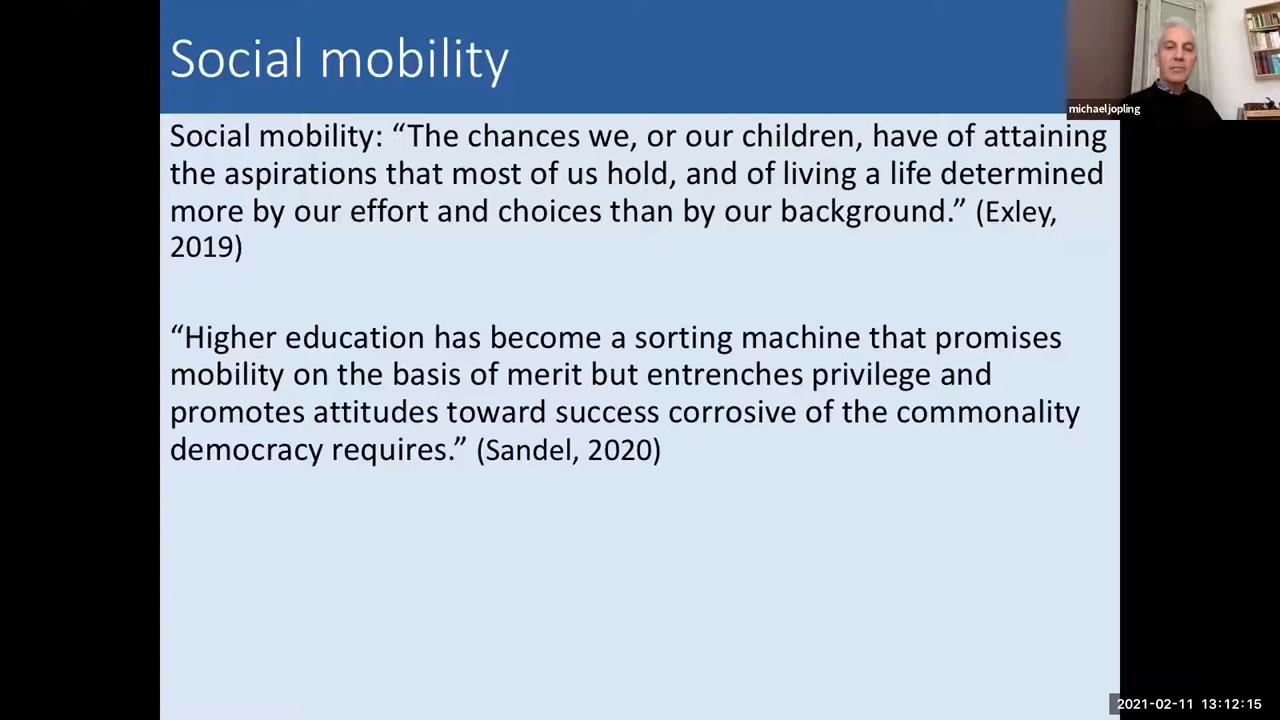 Social mobility
michael jopling
Social mobility: “The chances we, or our children, have of attaining
the aspirations that most of us hold, and of living a life determined
more by our effort and choices than by our background.” (Exley,
2019)
“Higher education has become a sorting machine that promises
mobility on the basis of merit but entrenches privilege and
promotes attitudes toward success corrosive of the commonality
democracy requires.” (Sandel, 2020)
2021-02-11 13:12:15